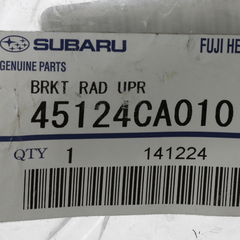 SUBARU FUJI HE
GENUINE PARTS
BRKT RAD UPR
45124CA010
QTY 1 141224